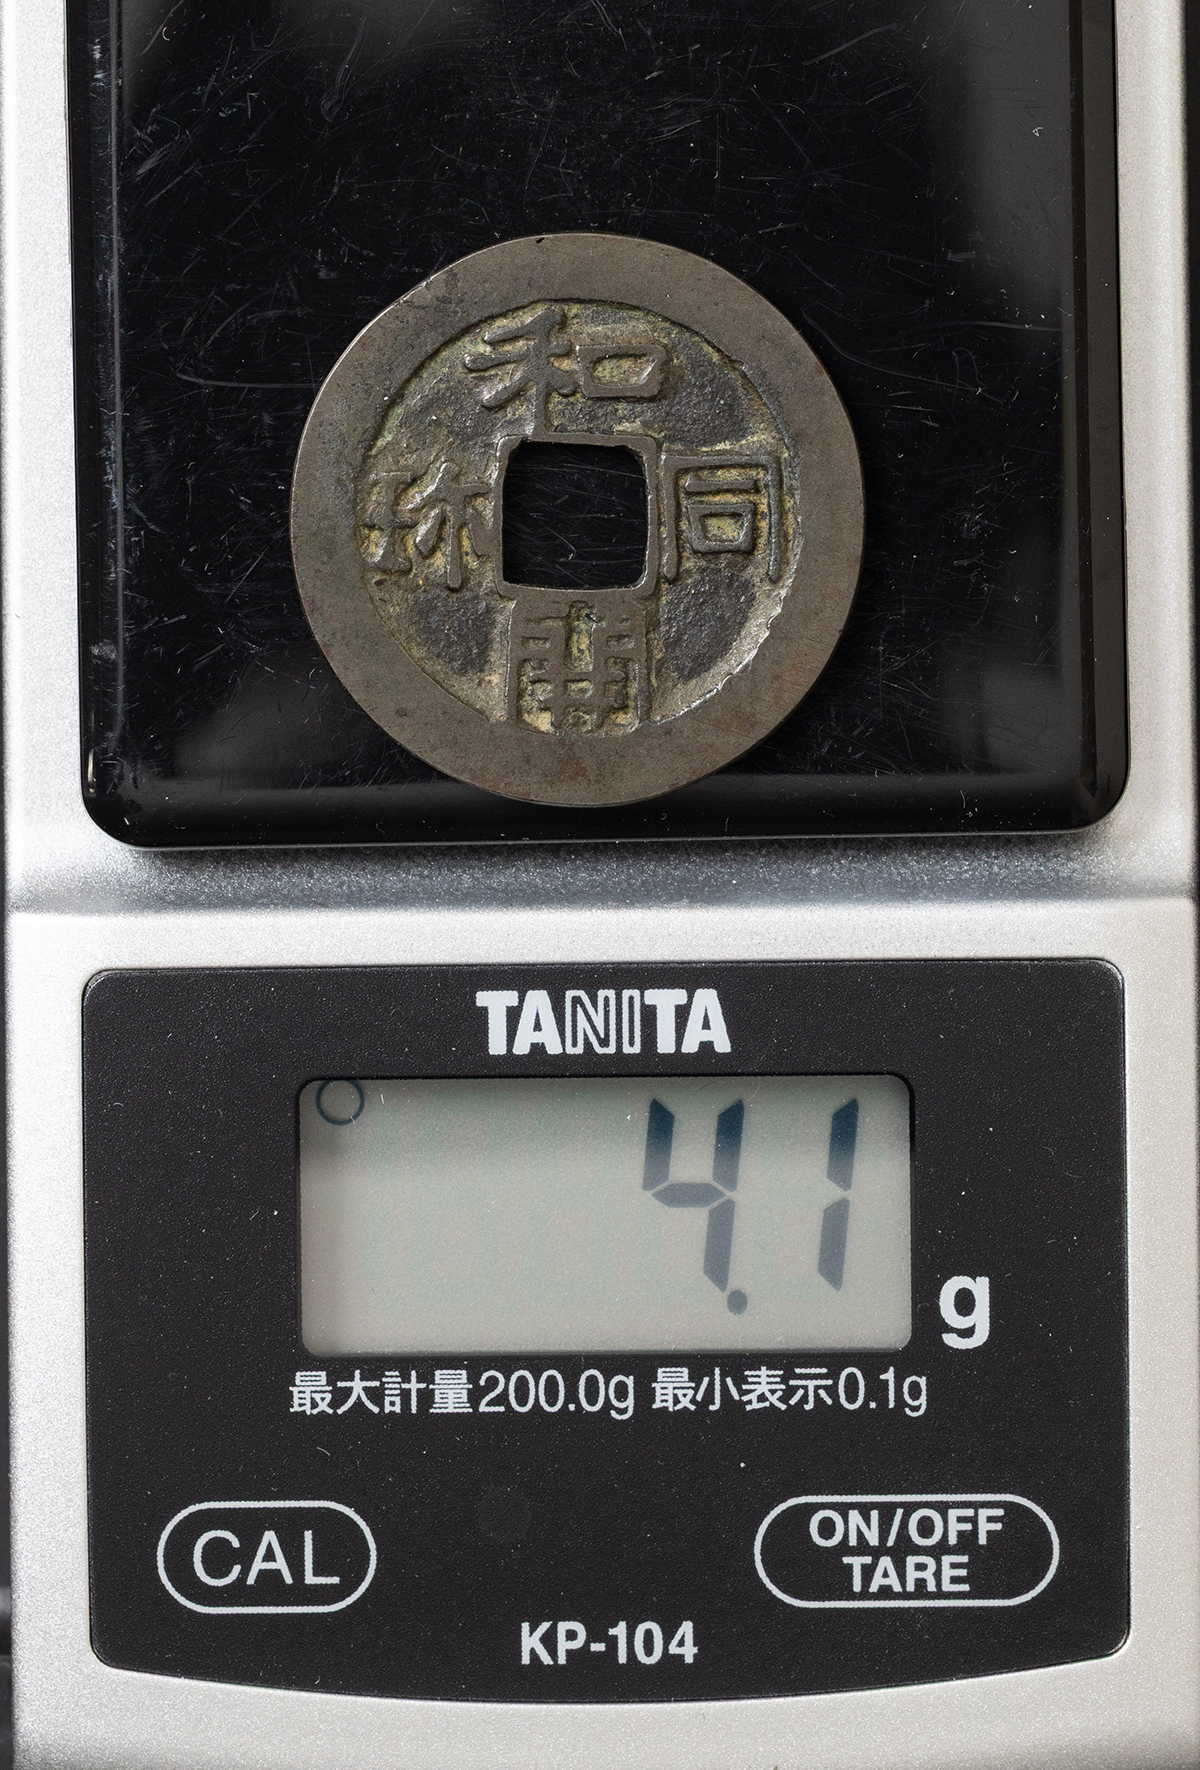 和
同
開
珎
TANITA
4.1
g
最大計量200.0g 最小表示0.1g
CAL
ON/OFF
TARE
KP-104